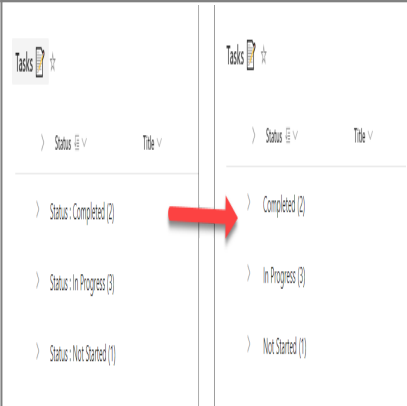 Tasks
Status Title
Status : Completed (2)
Status : In Progress (3)
Status : Not Started (1)
Tasks
Status Title
Completed (2)
In Progress (3)
Not Started (1)